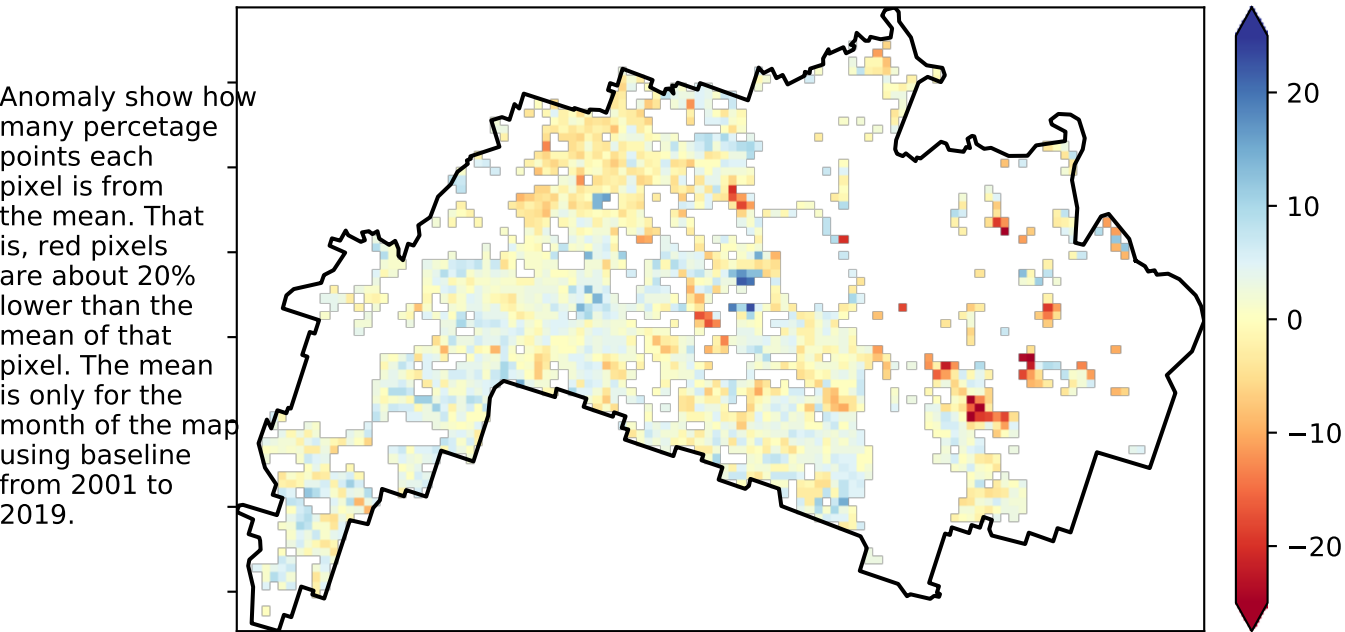 Anomaly show how
many percetage
points each
pixel is from
the mean. That
is, red pixels
are about 20%
lower than the
mean of that
pixel. The mean
is only for the
month of the map
using baseline
from 2001 to
2019.
20
10
0
−10
−20